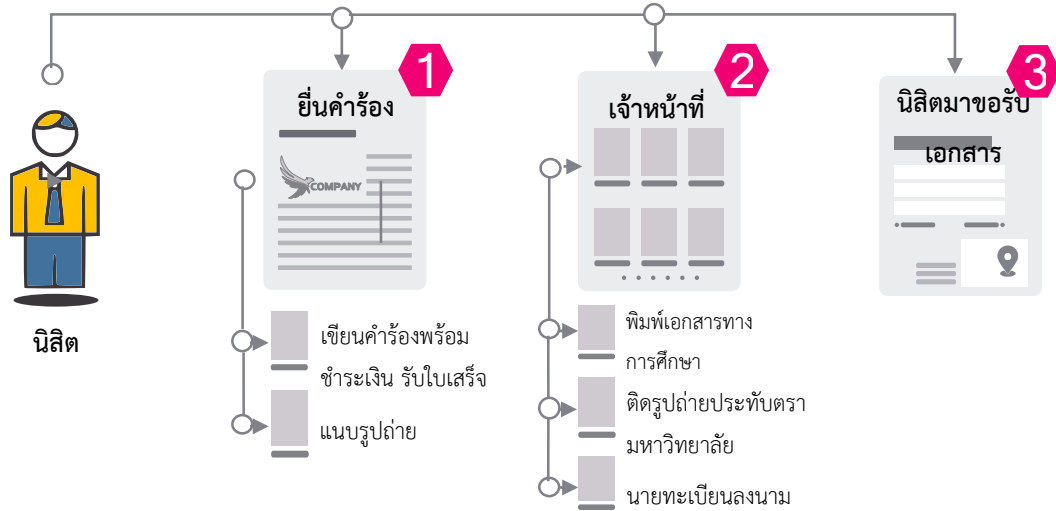 1
ยื่นคำร้อง
COMPANY
เขียนคำร้องพร้อม
ชำระเงิน รับใบเสร็จ
แนบรูปถ่าย
2
เจ้าหน้าที่
พิมพ์เอกสารทาง
การศึกษา
ติดรูปถ่ายประทับตรา
มหาวิทยาลัย
นายทะเบียนลงนาม
3
นิสิตมาขอรับ
เอกสาร
นิสิต